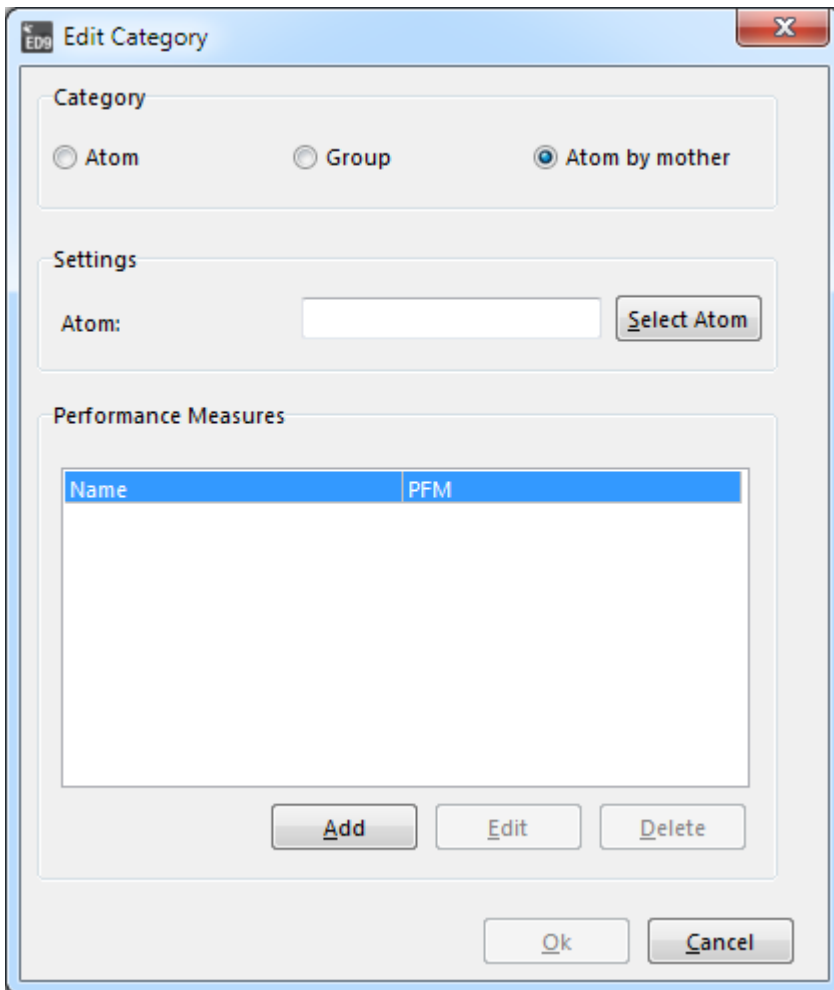 ED9 Edit Category
Category
Atom Group Atom by mother
Settings
Atom: Select Atom
Performance Measures
Name PFM
Add Edit Delete
Ok Cancel